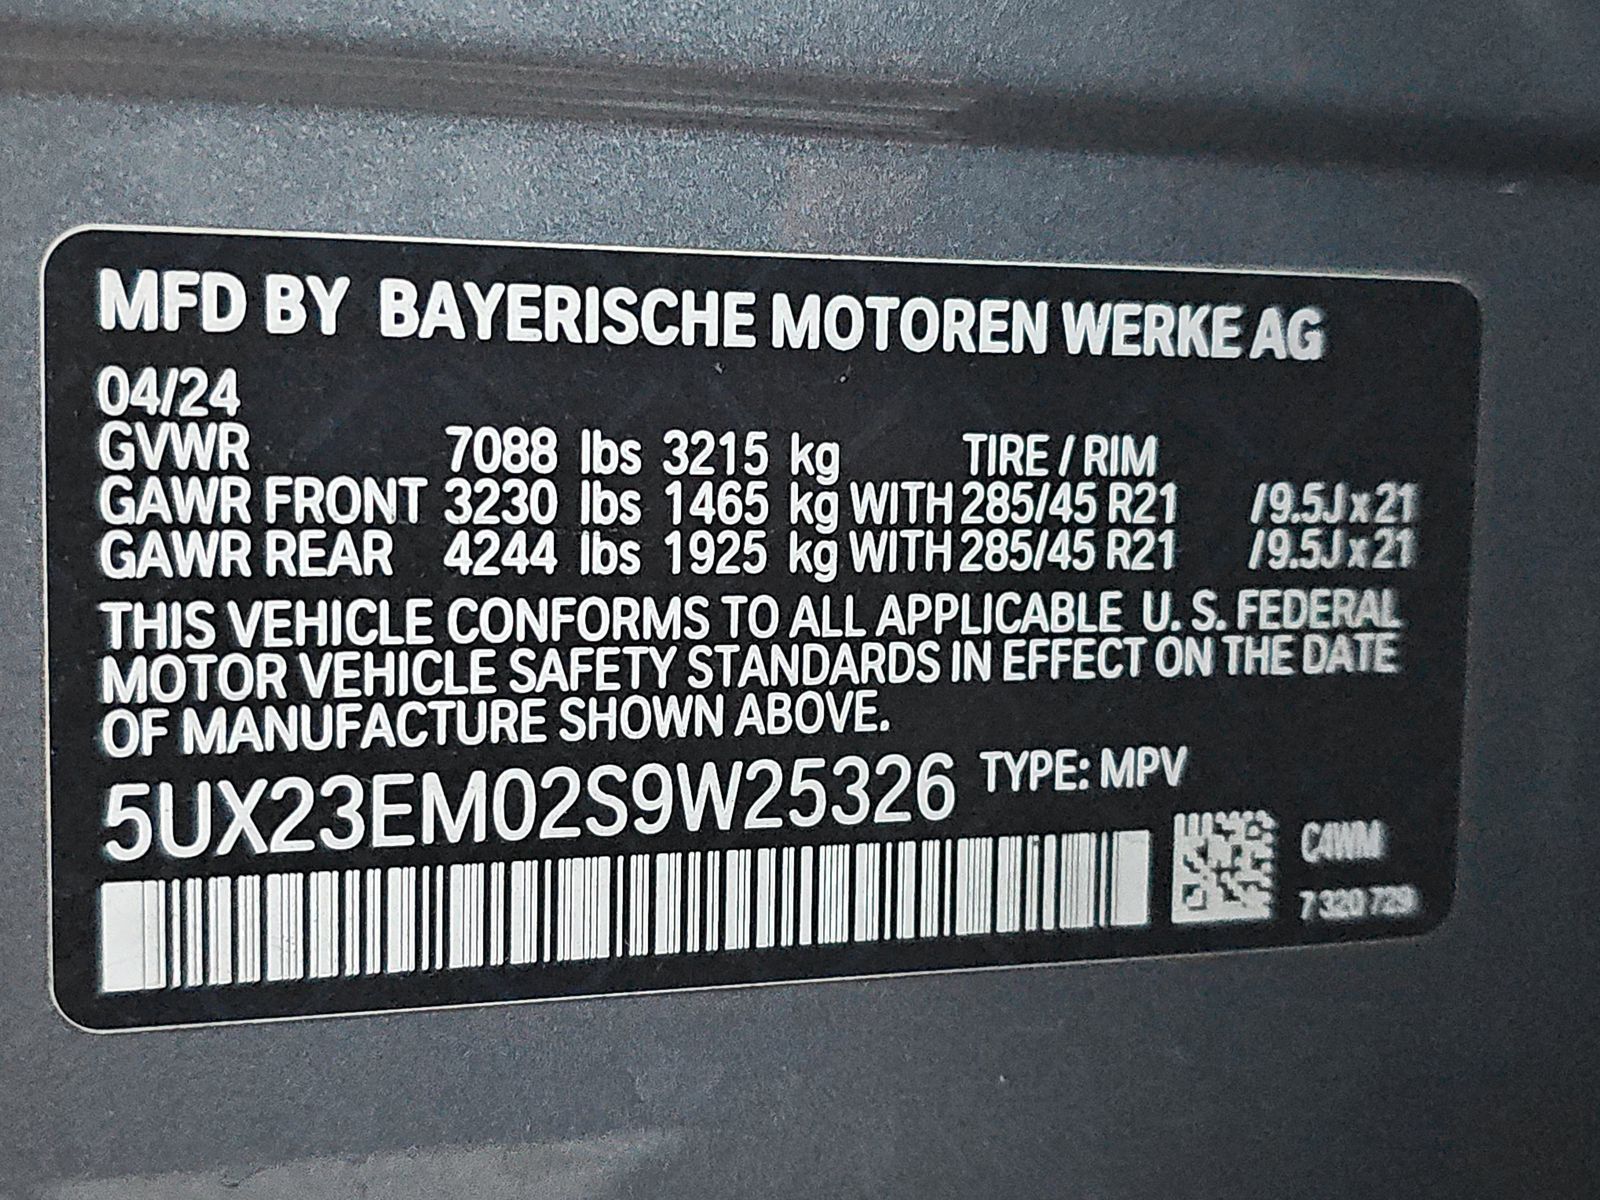 MFD BY BAYERISCHE MOTOREN WERKE AG
04/24
GVWR 7088 lbs 3215 kg TIRE / RIM
GAWR FRONT 3230 lbs 1465 kg WITH 285/45 R21 /9.5J x 21
GAWR REAR 4244 lbs 1925 kg WITH 285/45 R21 /9.5J x 21
THIS VEHICLE CONFORMS TO ALL APPLICABLE U. S. FEDERAL
MOTOR VEHICLE SAFETY STANDARDS IN EFFECT ON THE DATE
OF MANUFACTURE SHOWN ABOVE.
5UX23EM02S9W25326 TYPE: MPV
C4WM
7 320 729